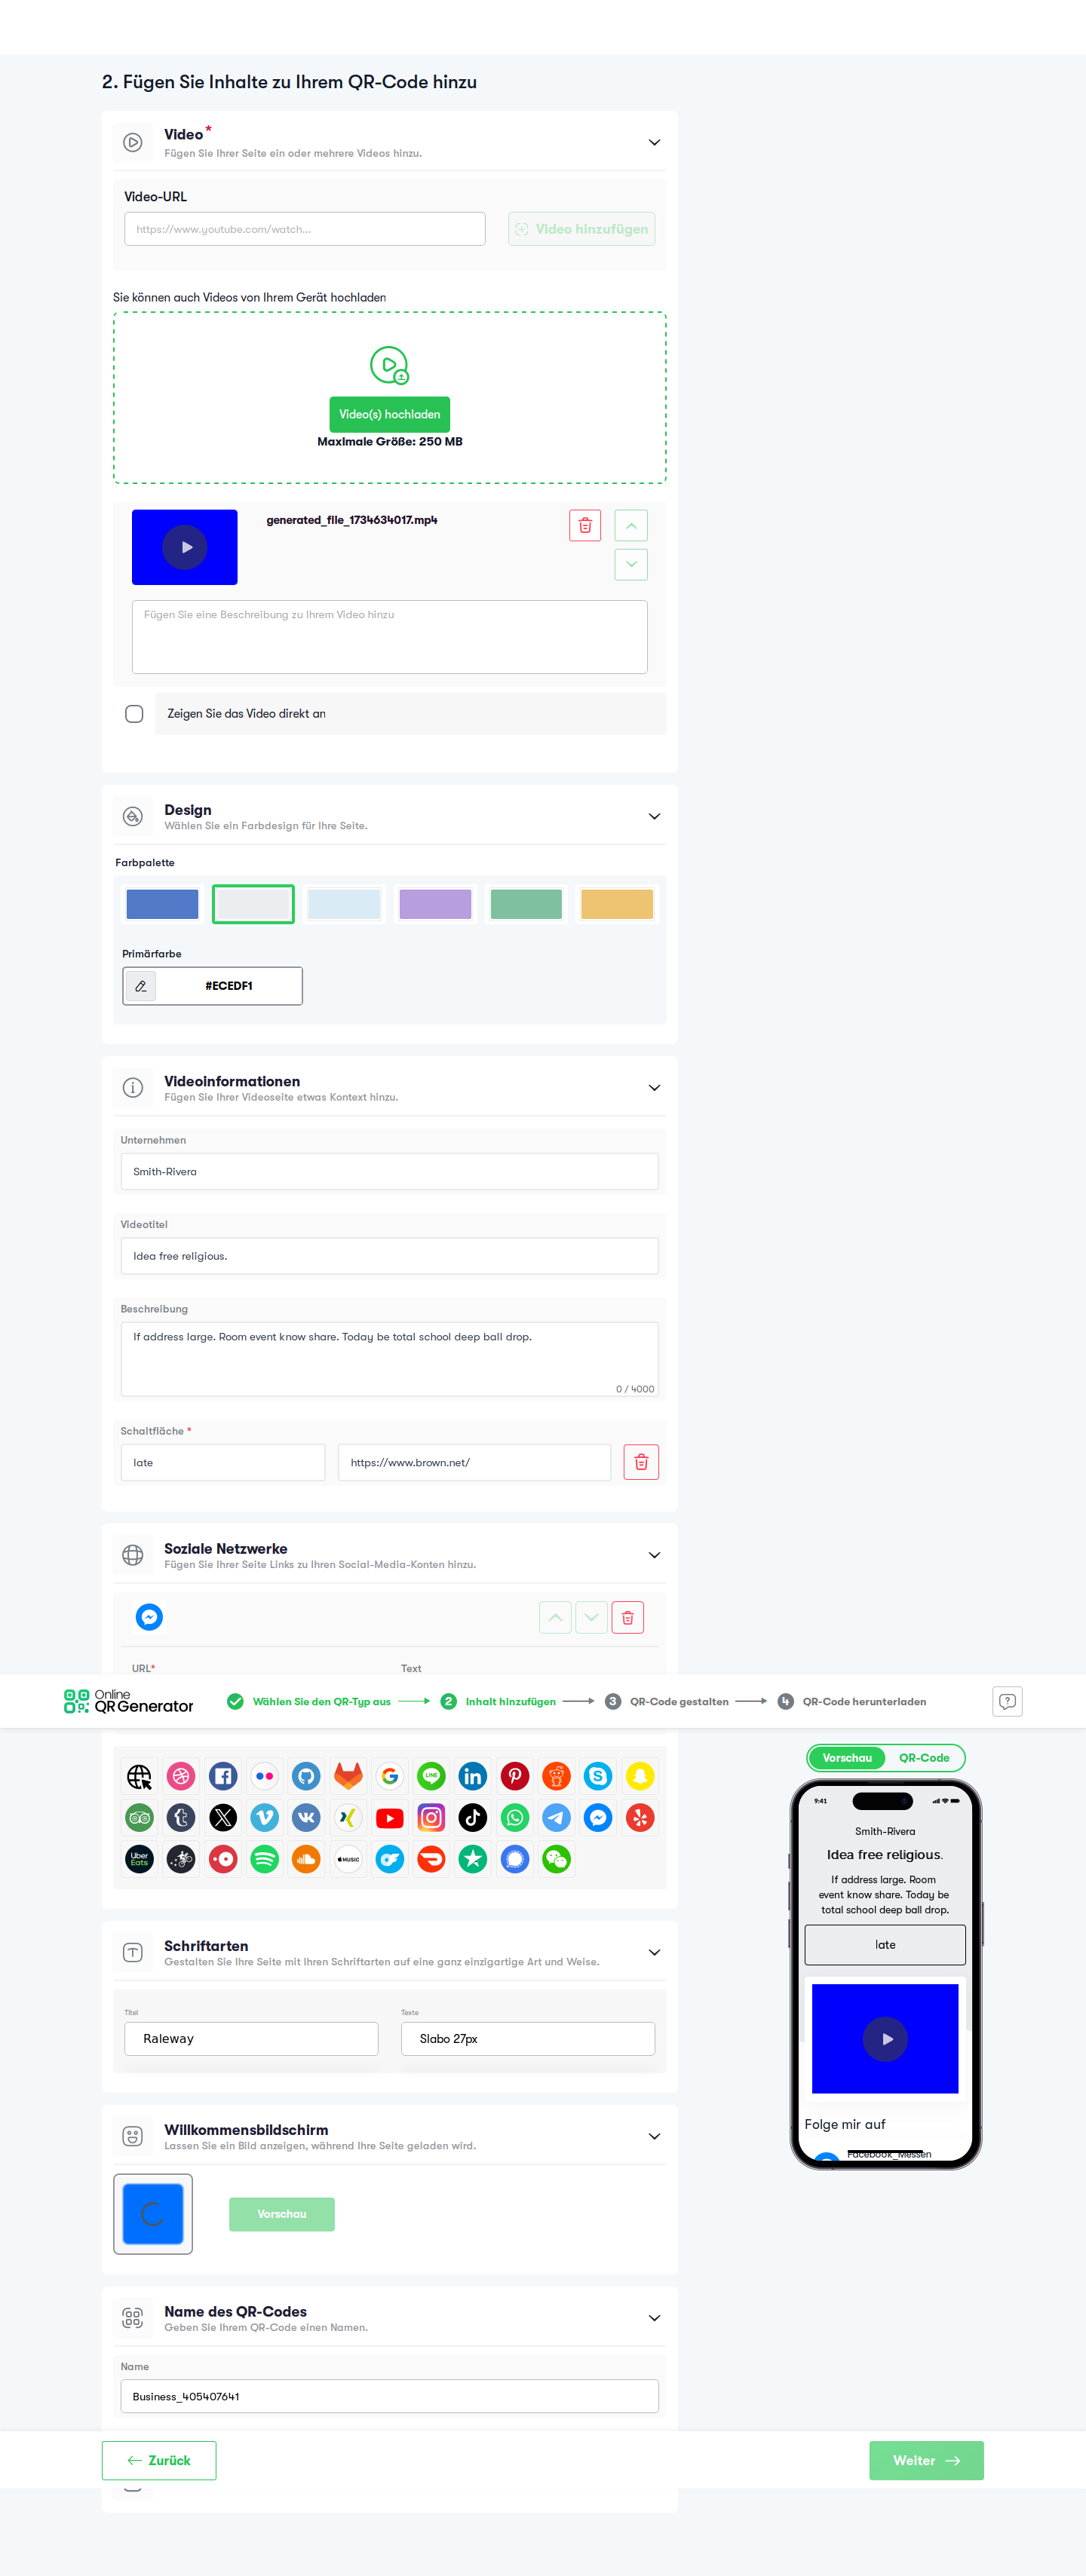 2. Fügen Sie Inhalte zu Ihrem QR-Code hinzu
Video*
Fügen Sie Ihrer Seite ein oder mehrere Videos hinzu.
Video-URL
https://www.youtube.com/watch...
Video hinzufügen
Sie können auch Videos von Ihrem Gerät hochladen
Video(s) hochladen
Maximale Größe: 250 MB
generated_file_1734634017.mp4
Fügen Sie eine Beschreibung zu Ihrem Video hinzu
Zeigen Sie das Video direkt an
Design
Wählen Sie ein Farbdesign für Ihre Seite.
Farbpalette
Primärfarbe
#ECEDF1
Videoinformationen
Fügen Sie Ihrer Videoseite etwas Kontext hinzu.
Unternehmen
Smith-Rivera
Videotitel
Idea free religious.
Beschreibung
If address large. Room event know share. Today be total school deep ball drop.
0 / 4000
Schaltfläche *
late
https://www.brown.net/
Soziale Netzwerke
Fügen Sie Ihrer Seite Links zu Ihren Social-Media-Konten hinzu.
URL*
Text
Online
QR Generator
Wählen Sie den QR-Typ aus
2 Inhalt hinzufügen
3 QR-Code gestalten
4 QR-Code herunterladen
Vorschau
QR-Code
9:41
Smith-Rivera
Idea free religious.
If address large. Room
event know share. Today be
total school deep ball drop.
late
Folge mir auf
Facebook_Messen
LINE
Uber
Eats
MUSIC
Schriftarten
Gestalten Sie Ihre Seite mit Ihren Schriftarten auf eine ganz einzigartige Art und Weise.
Titel
Raleway
Texte
Slabo 27px
Willkommensbildschirm
Lassen Sie ein Bild anzeigen, während Ihre Seite geladen wird.
Vorschau
Name des QR-Codes
Geben Sie Ihrem QR-Code einen Namen.
Name
Business_405407641
Zurück
Weiter